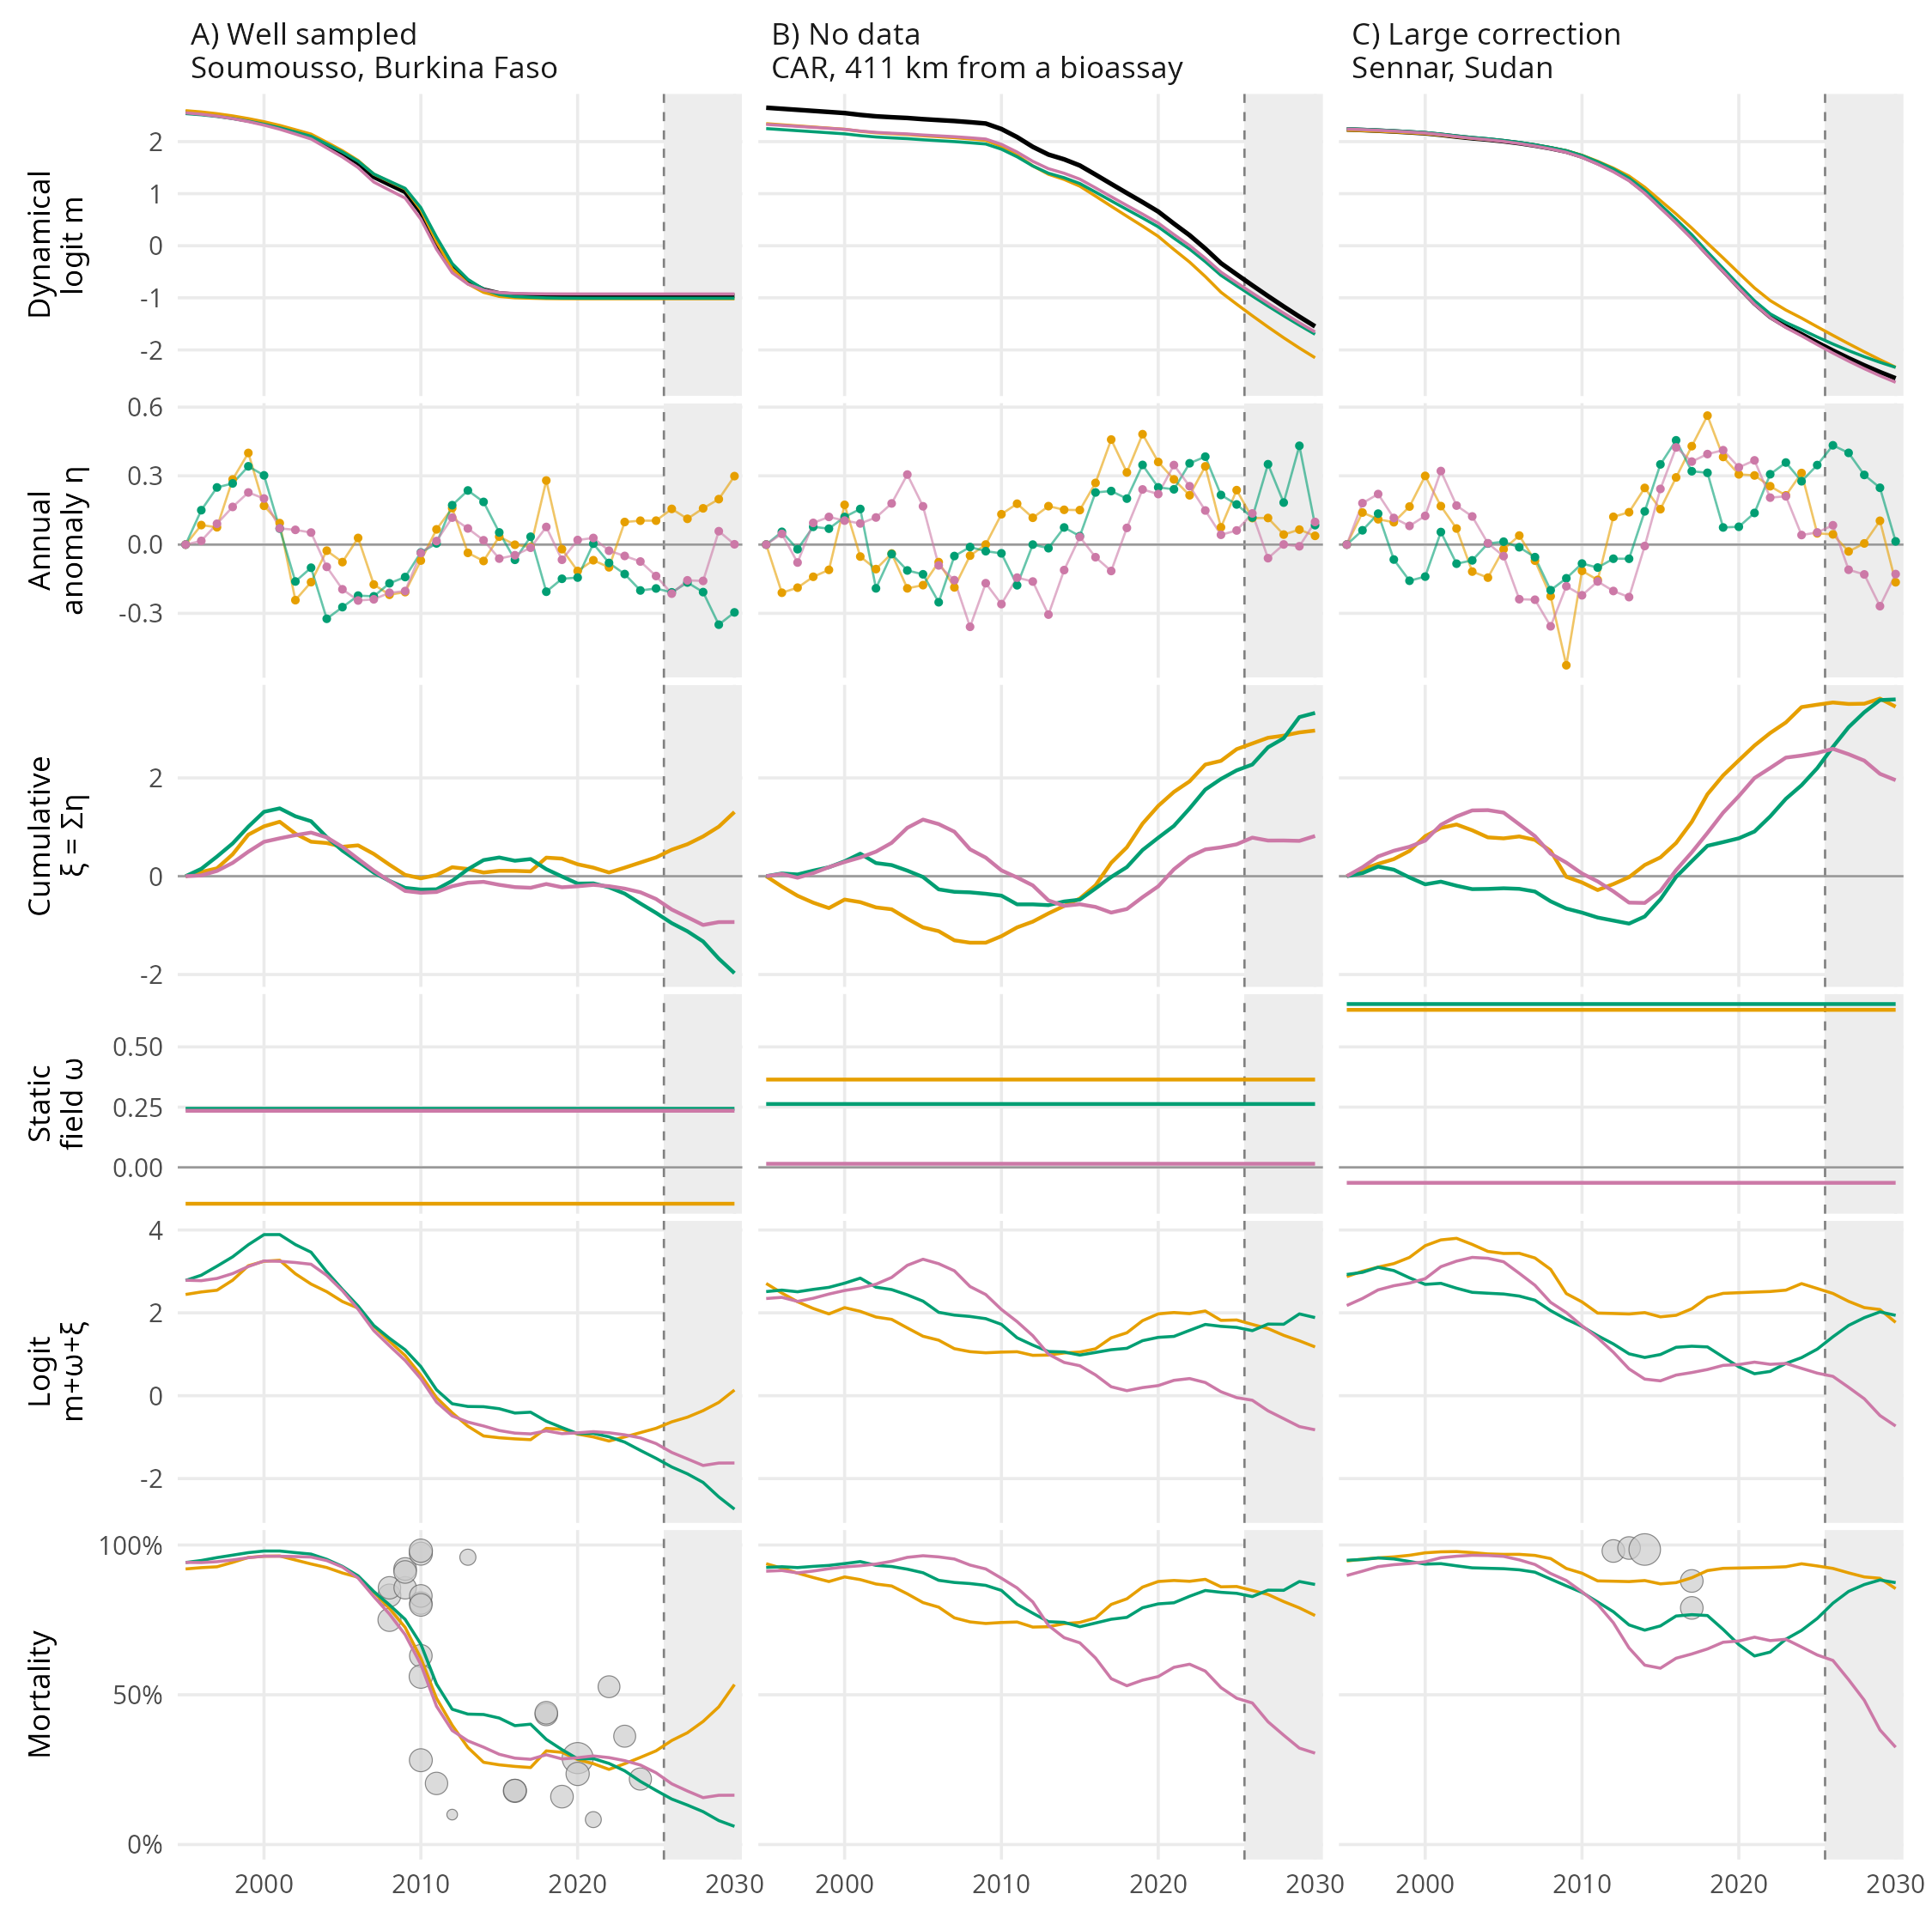 A) Well sampled
Soumousso, Burkina Faso
B) No data
CAR, 411 km from a bioassay
C) Large correction
Sennar, Sudan
Dynamical
logit m
2
1
0
-1
-2
Annual
anomaly η
0.6
0.3
0.0
-0.3
Cumulative
ξ = Ση
2
0
-2
Static
field ω
0.50
0.25
0.00
Logit
m+ω+ξ
4
2
0
-2
Mortality
100%
50%
0%
2000 2010 2020 2030 2000 2010 2020 2030 2000 2010 2020 2030